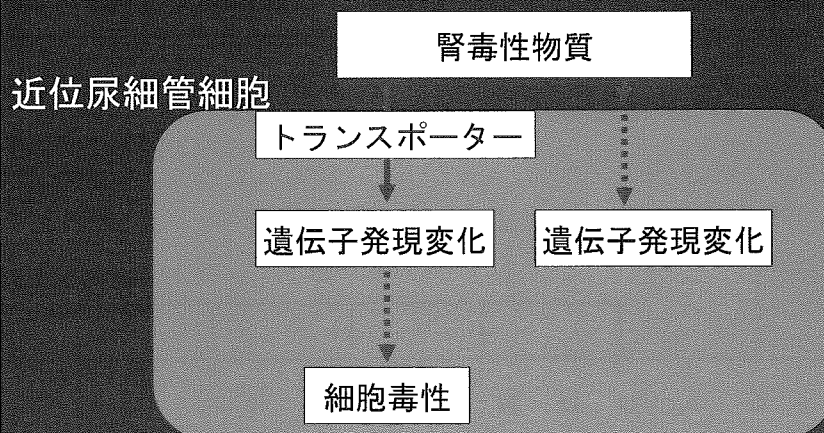 腎毒性物質
近位尿細管細胞
トランスポーター
遺伝子発現変化
遺伝子発現変化
細胞毒性